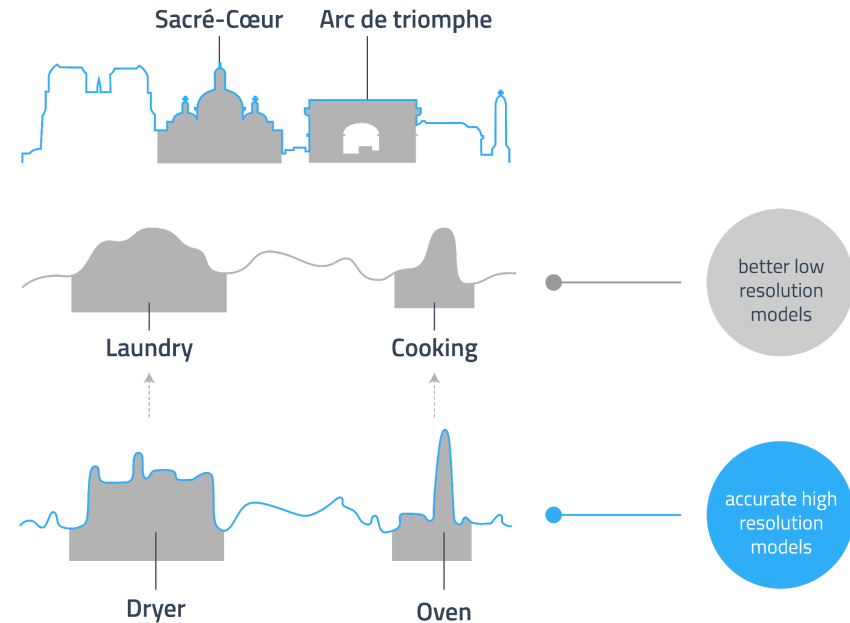 Sacré-Cœur
Arc de triomphe
better low
resolution
models
Laundry
Cooking
accurate high
resolution
models
Dryer
Oven